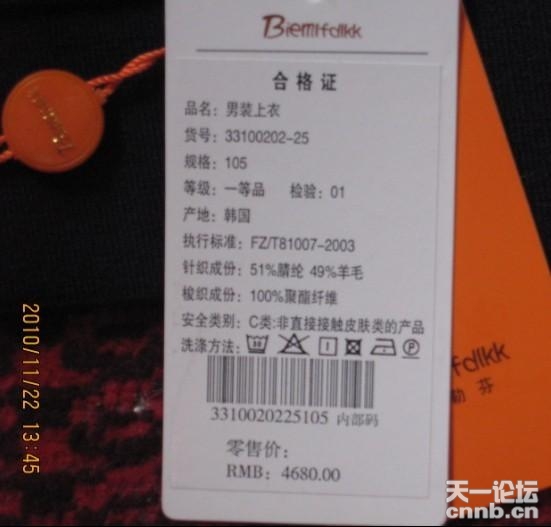 Biemlfdlkk
合格证
品名：男装上衣
货号：33100202-25
规格：105
等级：一等品 检验：01
产地：韩国
执行标准：FZ/T81007-2003
针织成份：51%腈纶 49%羊毛
梭织成份：100%聚酯纤维
安全类别：C类:非直接接触皮肤类的产品
洗涤方法：
3310020225105 内部码
零售价：
RMB：4680.00
lfdlkk
勒芬
2010/11/22 13:45
天一论坛
cnnb.cn